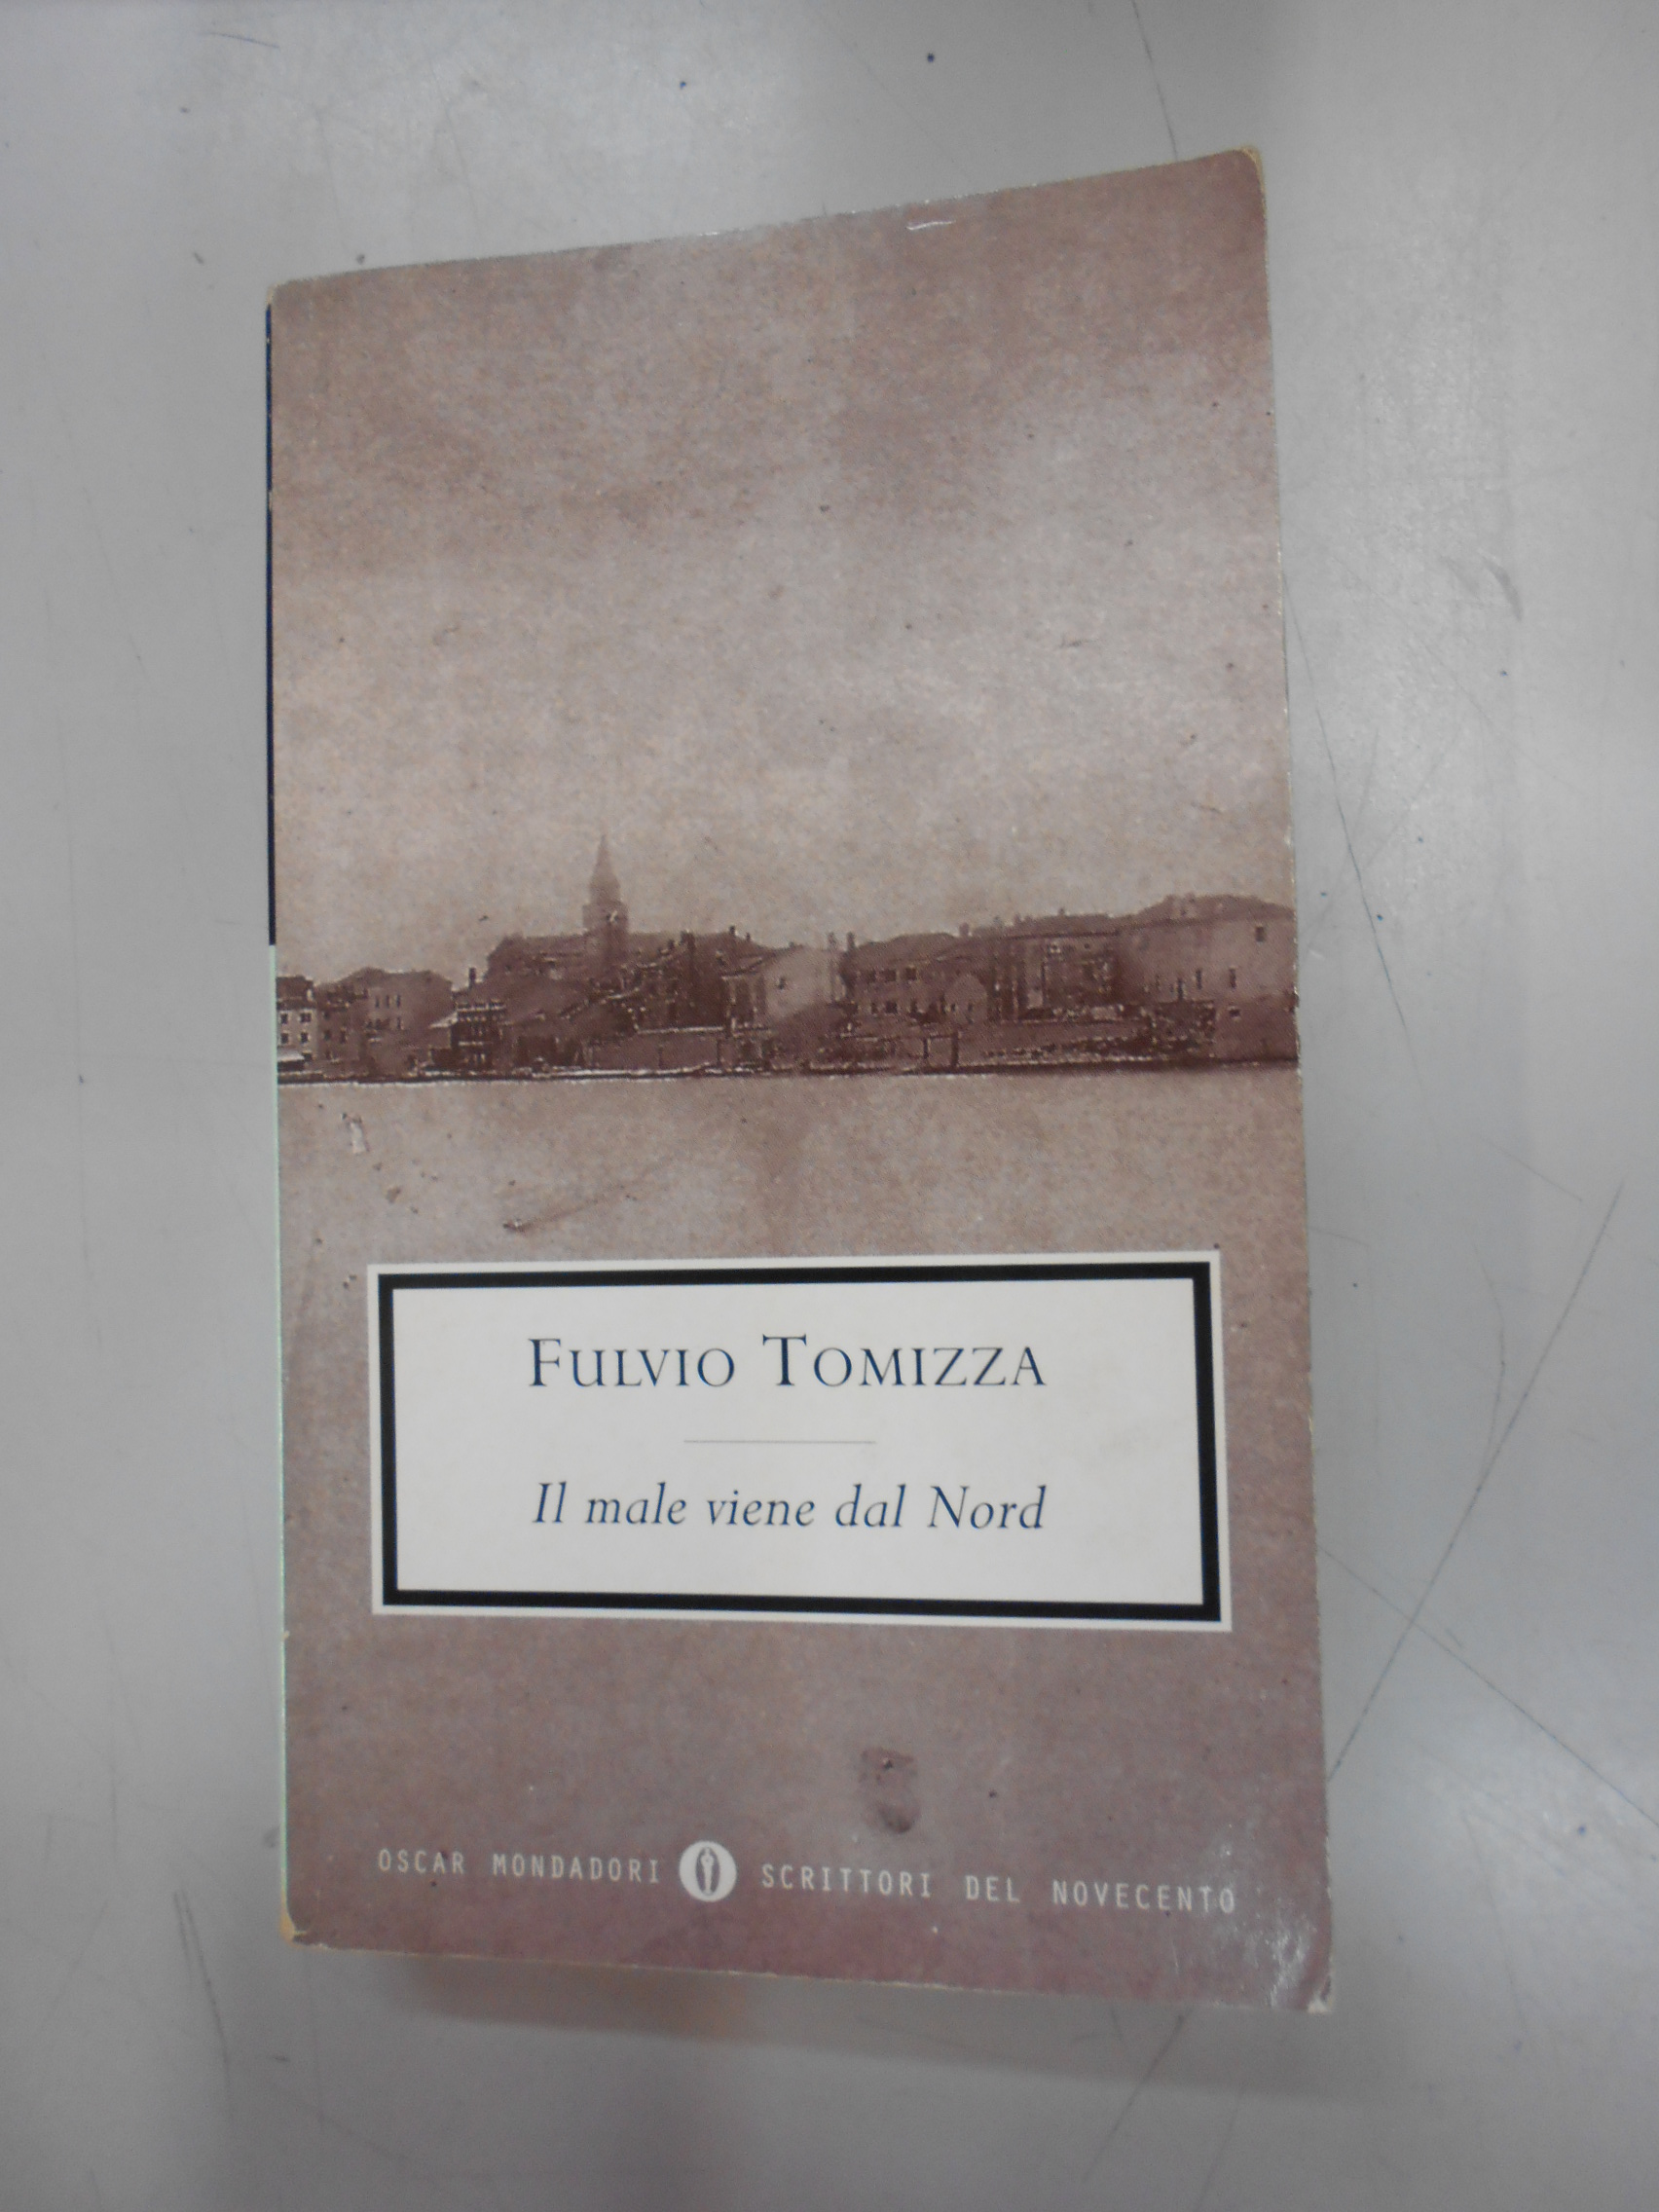 FULVIO TOMIZZA
Il male viene dal Nord
OSCAR MONDADORI SCRITTORI DEL NOVECENTO